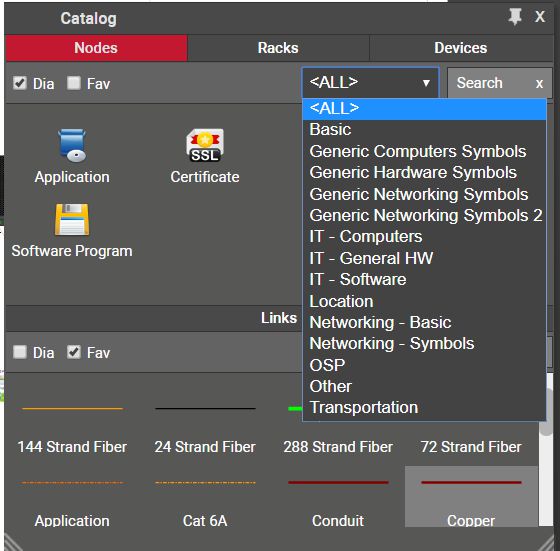 Catalog X
Nodes Racks Devices
Dia Fav <ALL> Search x
<ALL>
Basic
Generic Computers Symbols
Generic Hardware Symbols
Generic Networking Symbols
Generic Networking Symbols 2
IT - Computers
IT - General HW
IT - Software
Location
Networking - Basic
Networking - Symbols
OSP
Other
Transportation
Application Certificate
SSL
Software Program
Links
Dia Fav
144 Strand Fiber 24 Strand Fiber 288 Strand Fiber 72 Strand Fiber
Application Cat 6A Conduit Copper